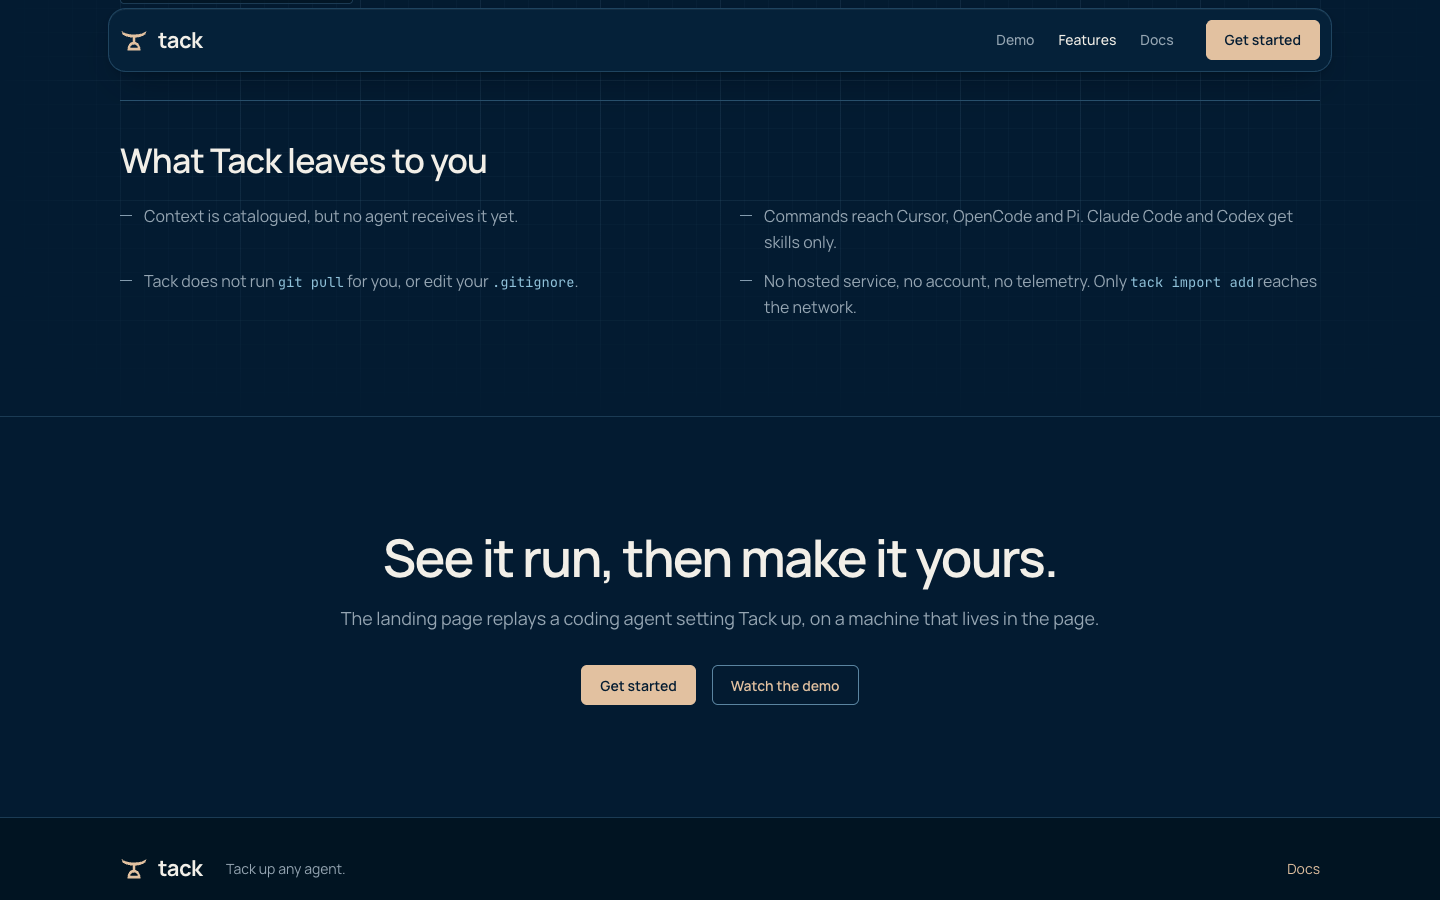 tack
Demo
Features
Docs
Get started
What Tack leaves to you
Context is catalogued, but no agent receives it yet.
Commands reach Cursor, OpenCode and Pi. Claude Code and Codex get
skills only.
Tack does not run git pull for you, or edit your .gitignore.
No hosted service, no account, no telemetry. Only tack import add reaches
the network.
See it run, then make it yours.
The landing page replays a coding agent setting Tack up, on a machine that lives in the page.
Get started
Watch the demo
tack
Tack up any agent.
Docs